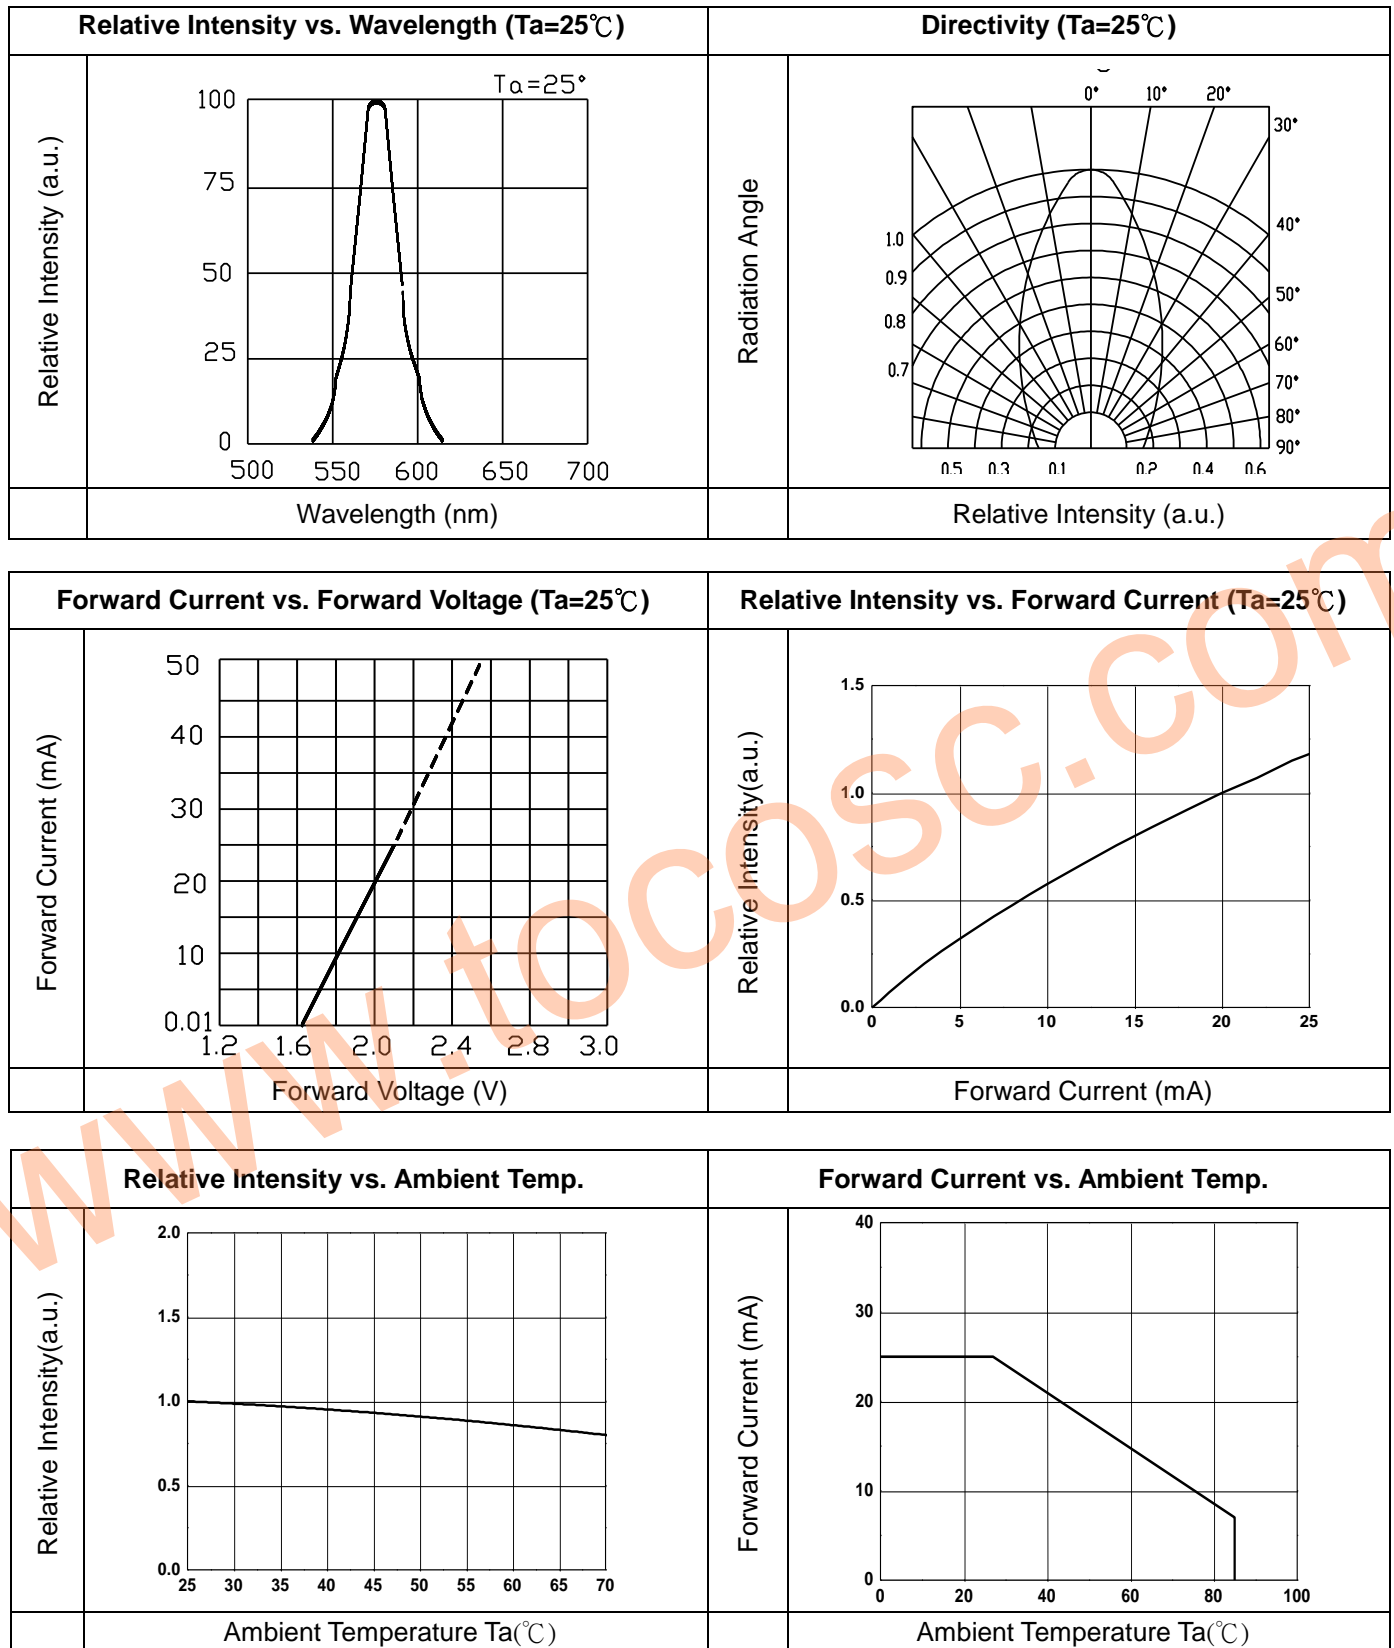 Relative Intensity vs. Wavelength (Ta=25℃)
Directivity (Ta=25℃)
Relative Intensity (a.u.)
Ta=25°
100
75
50
25
0
500 550 600 650 700
Wavelength (nm)
Radiation Angle
0° 10° 20°
30°
40°
50°
60°
70°
80°
90°
1.0
0.9
0.8
0.7
0.5 0.3 0.1 0.2 0.4 0.6
Relative Intensity (a.u.)
Forward Current vs. Forward Voltage (Ta=25℃)
Relative Intensity vs. Forward Current (Ta=25℃)
Forward Current (mA)
50
40
30
20
10
0.01
1.2 1.6 2.0 2.4 2.8 3.0
Forward Voltage (V)
Relative Intensity(a.u.)
1.5
1.0
0.5
0.0
0 5 10 15 20 25
Forward Current (mA)
Relative Intensity vs. Ambient Temp.
Forward Current vs. Ambient Temp.
Relative Intensity(a.u.)
2.0
1.5
1.0
0.5
0.0
25 30 35 40 45 50 55 60 65 70
Ambient Temperature Ta(℃)
Forward Current (mA)
40
30
20
10
0
0 20 40 60 80 100
Ambient Temperature Ta(℃)
www.tocosc.com